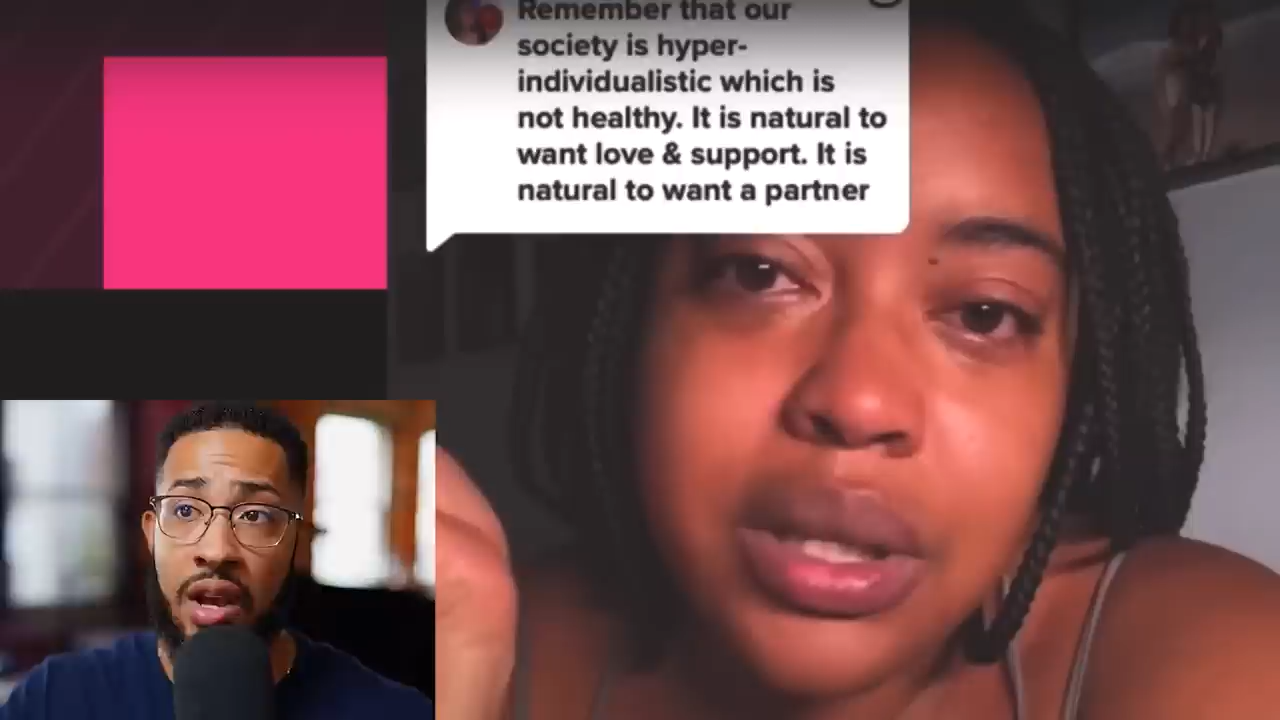 Remember that our
society is hyper-
individualistic which is
not healthy. It is natural to
want love & support. It is
natural to want a partner